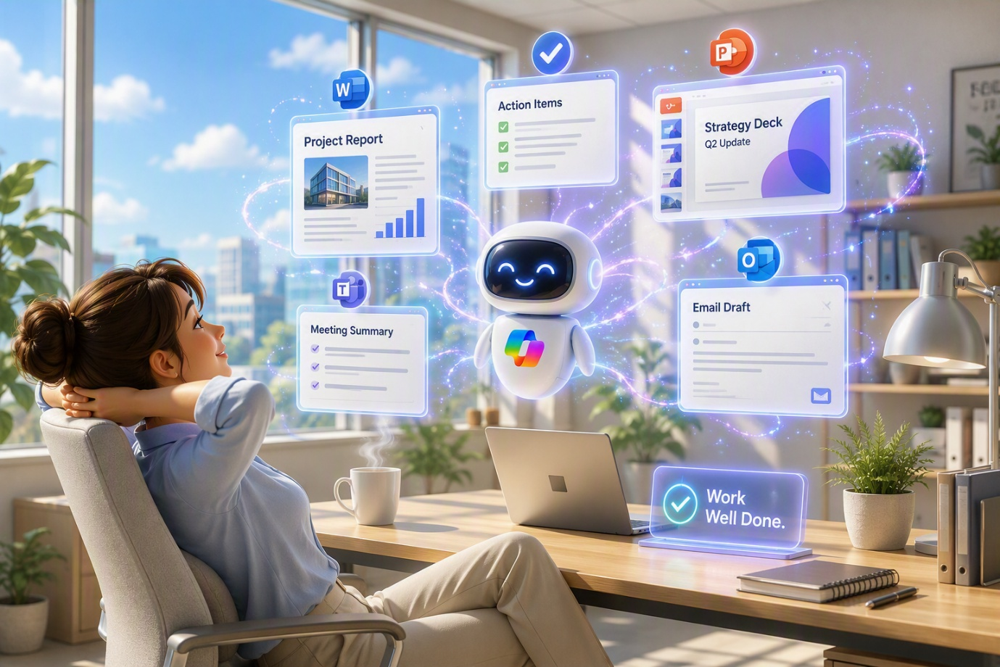 W
Project Report
Action Items
P
Strategy Deck
Q2 Update
T
Meeting Summary
O
Email Draft
Work
Well Done.